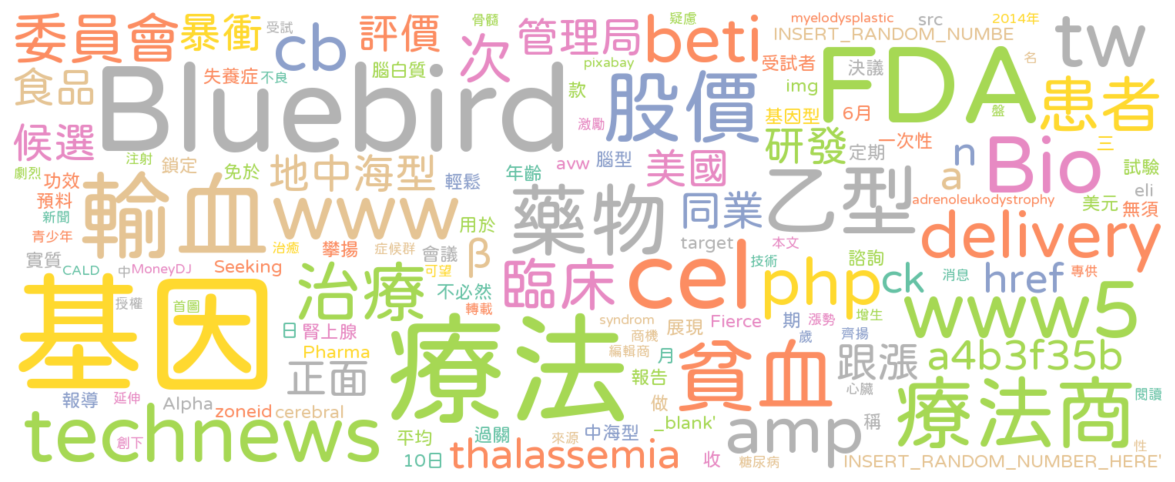 委員會 暴衝 受試 cb 評價 骨髓 次 管理局 疑慮 beti myelodysplastic src 2014年
食品 失養症 不良 腦白質 pixabay 受試者 INSERT_RANDOM_NUMBE 決議 名 tw
Bluebird 款 股價 img FDA 患者
候選 激勵 基因型 6月 盤
注射 鎖定 免於 地中海型 年齡 avw 腦型 美國 研發 定期 一次性 n 三
劇烈 功效 輕鬆 a Bio 試驗
預料 輸血 www 藥物 同業 乙型 adrenoleukodystrophy eli 美元 無須
新聞 用於
青少年 治癒 症候群 攀揚 會議 β target 本文 delivery
實質 CALD 中 MoneyDJ Seeking 可望 臨床 cel 技術 php 諮詢 ck 消息 href 專供
基因 授權 首圖 治療 不必然 轉載 www5
日 腎上腺 療法 syndrom 商機 展現 Fierce 期 漲勢 增生 齊揚
Pharma 正面 編輯商 月 貧血 歲 跟漲 a4b3f35b
報導 延伸 Alpha zoneid cerebral 報告 心臟 療法商 閱讀
technews 創下 平均 過關 來源 中海型 做 _blank' amp 稱 性
10日 thalassemia 收 糖尿病 INSERT_RANDOM_NUMBER_HERE'